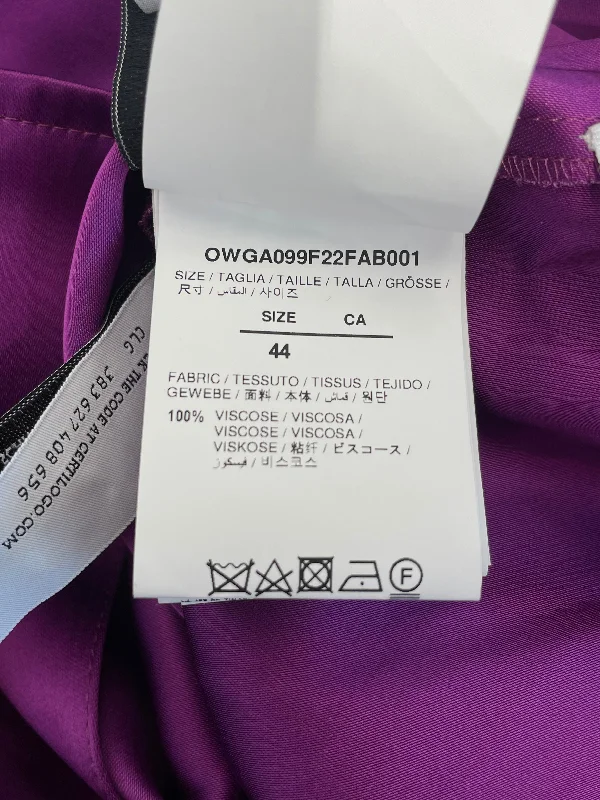 OWGA099F22FAB001
SIZE / TAGLIA / TAILLE / TALLA / GRÖSSE /
尺寸 / المقاس / 사이즈
SIZE CA
44
FABRIC / TESSUTO / TISSUS / TEJIDO /
GEWEBE / 面料 / 本体 / قماش / 원단
100% VISCOSE / VISCOSA /
VISCOSE / VISCOSA /
VISKOSE / 粘纤 / ビスコース /
فيسكوز / 비스코스
F
CLG 383 627 408 656
CK THE CODE AT CERTILOGO.COM